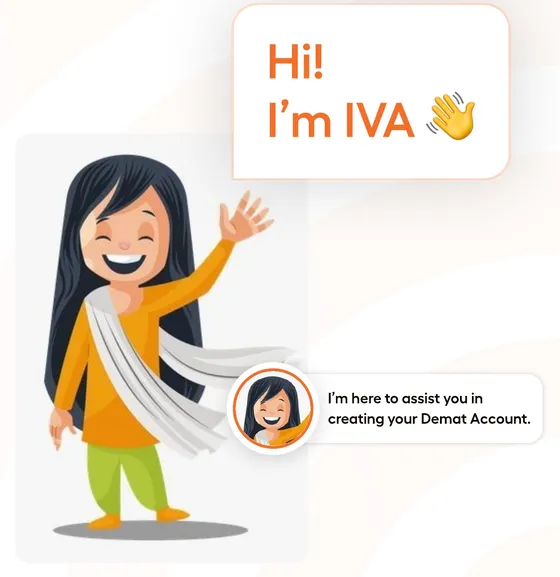 Hi!
I’m IVA 👋
I’m here to assist you in
creating your Demat Account.